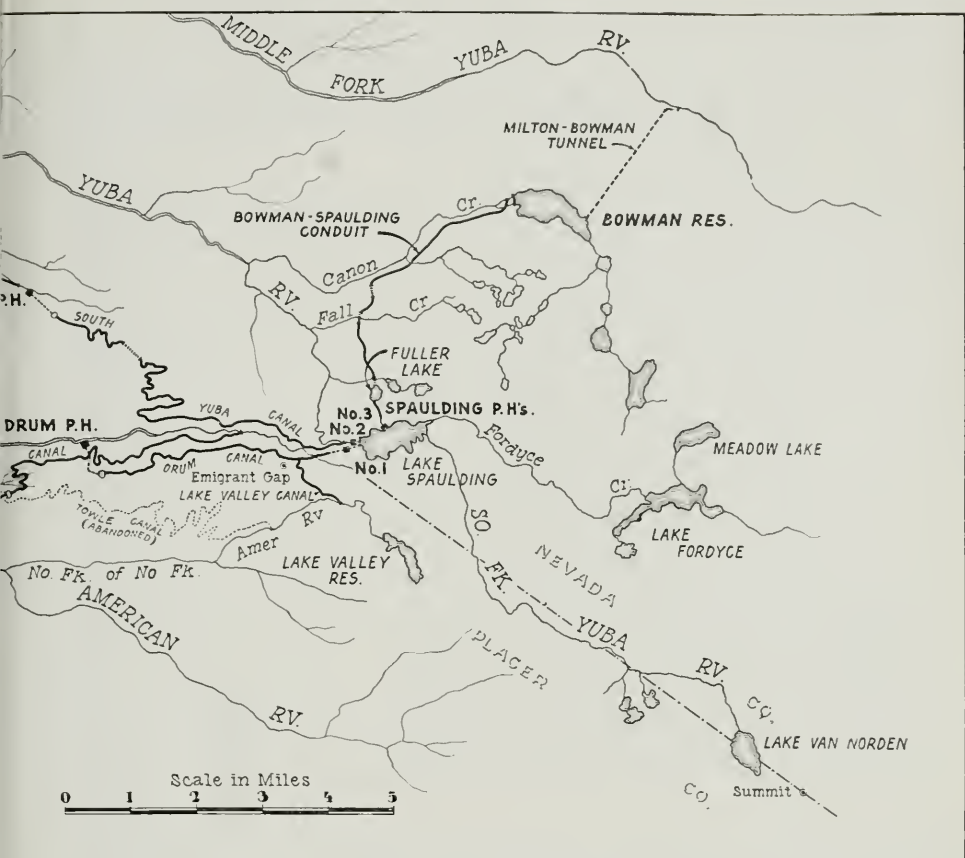 MIDDLE FORK YUBA RV.
MILTON-BOWMAN
TUNNEL
YUBA RV.
BOWMAN-SPAULDING
CONDUIT
Cr.
Canon
BOWMAN RES.
P.H.
SOUTH
Fall Cr
FULLER
LAKE
YUBA CANAL
No.3
No.2
SPAULDING P.H's.
DRUM P.H.
CANAL
DRUM CANAL
Emigrant Gap
No.1
LAKE
SPAULDING
Fordyce Cr.
MEADOW LAKE
LAKE VALLEY CANAL
TOWLE CANAL
(ABANDONED)
Amer Rv
LAKE VALLEY
RES.
LAKE
FORDYCE
No. Fk. of No Fk.
AMERICAN RV.
SO. FK. YUBA RV.
NEVADA CO.
PLACER CO.
LAKE VAN NORDEN
Summit
Scale in Miles
0 1 2 3 4 5